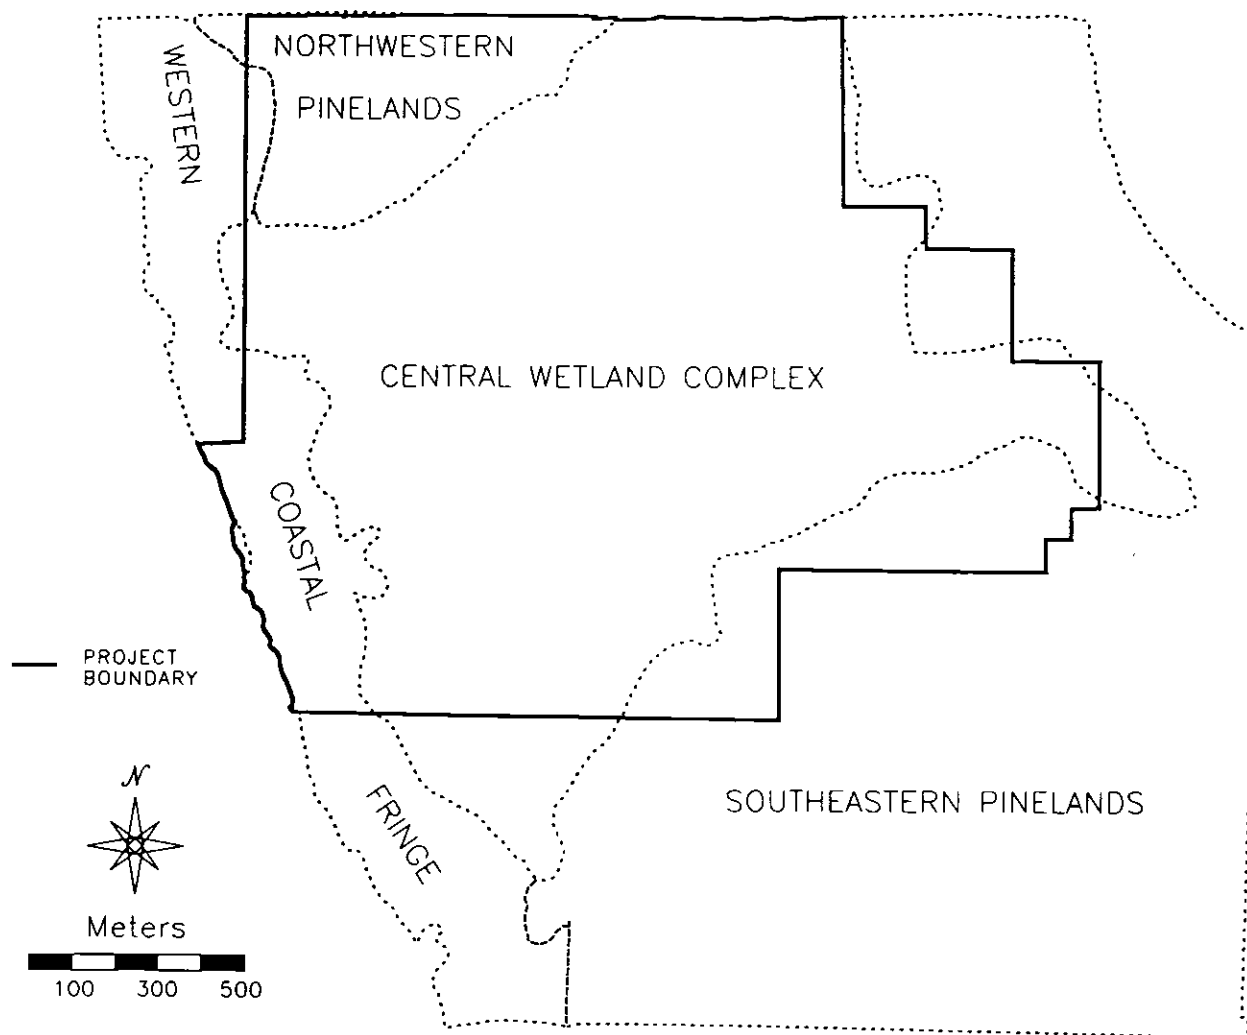 NORTHWESTERN
PINELANDS
WESTERN
CENTRAL WETLAND COMPLEX
COASTAL
PROJECT
BOUNDARY
N
FRINGE
SOUTHEASTERN PINELANDS
Meters
100 300 500